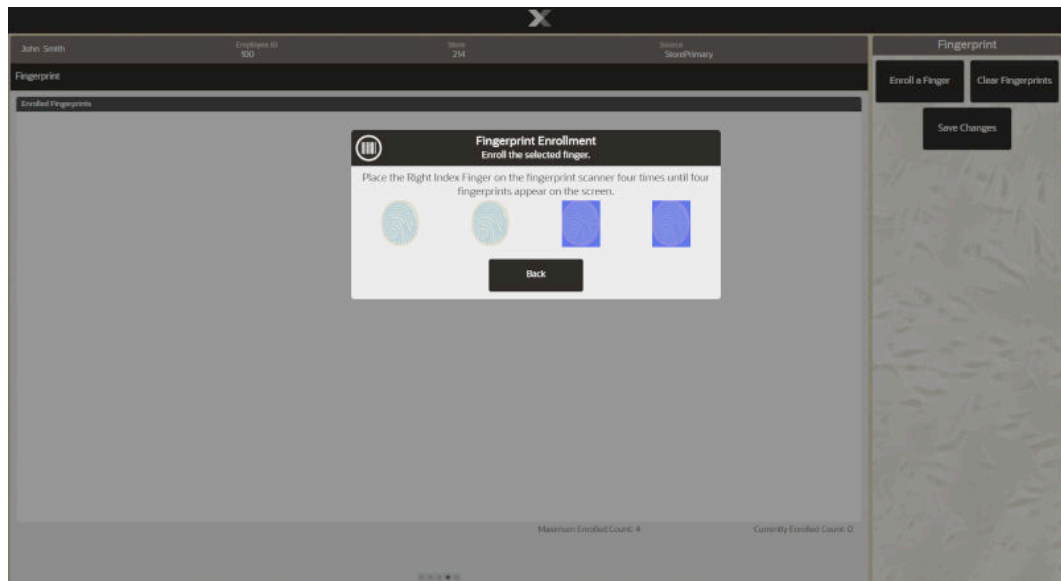 X
John Smith
Employee ID
100
Store
214
Source
StorePrimary
Fingerprint
Enrolled Fingerprints
Fingerprint Enrollment
Enroll the selected finger.
Place the Right Index Finger on the fingerprint scanner four times until four
fingerprints appear on the screen.
Back
Maximum Enrolled Count: 4
Currently Enrolled Count: 0
Fingerprint
Enroll a Finger
Clear Fingerprints
Save Changes